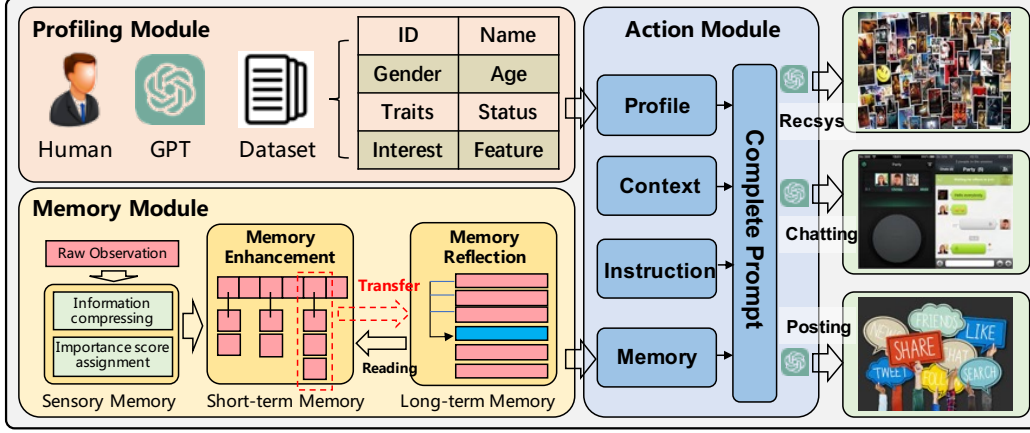 Profiling Module
Human
GPT
Dataset
ID Name
Gender Age
Traits Status
Interest Feature
Memory Module
Raw Observation
Information
compressing
Importance score
assignment
Sensory Memory
Memory
Enhancement
Short-term Memory
Transfer
Reading
Memory
Reflection
Long-term Memory
Action Module
Profile
Context
Instruction
Memory
Complete Prompt
Recsys
Chatting
Posting
Party
FRIENDS
LIKE
SHARE
CHAT
TWEET
SEARCH